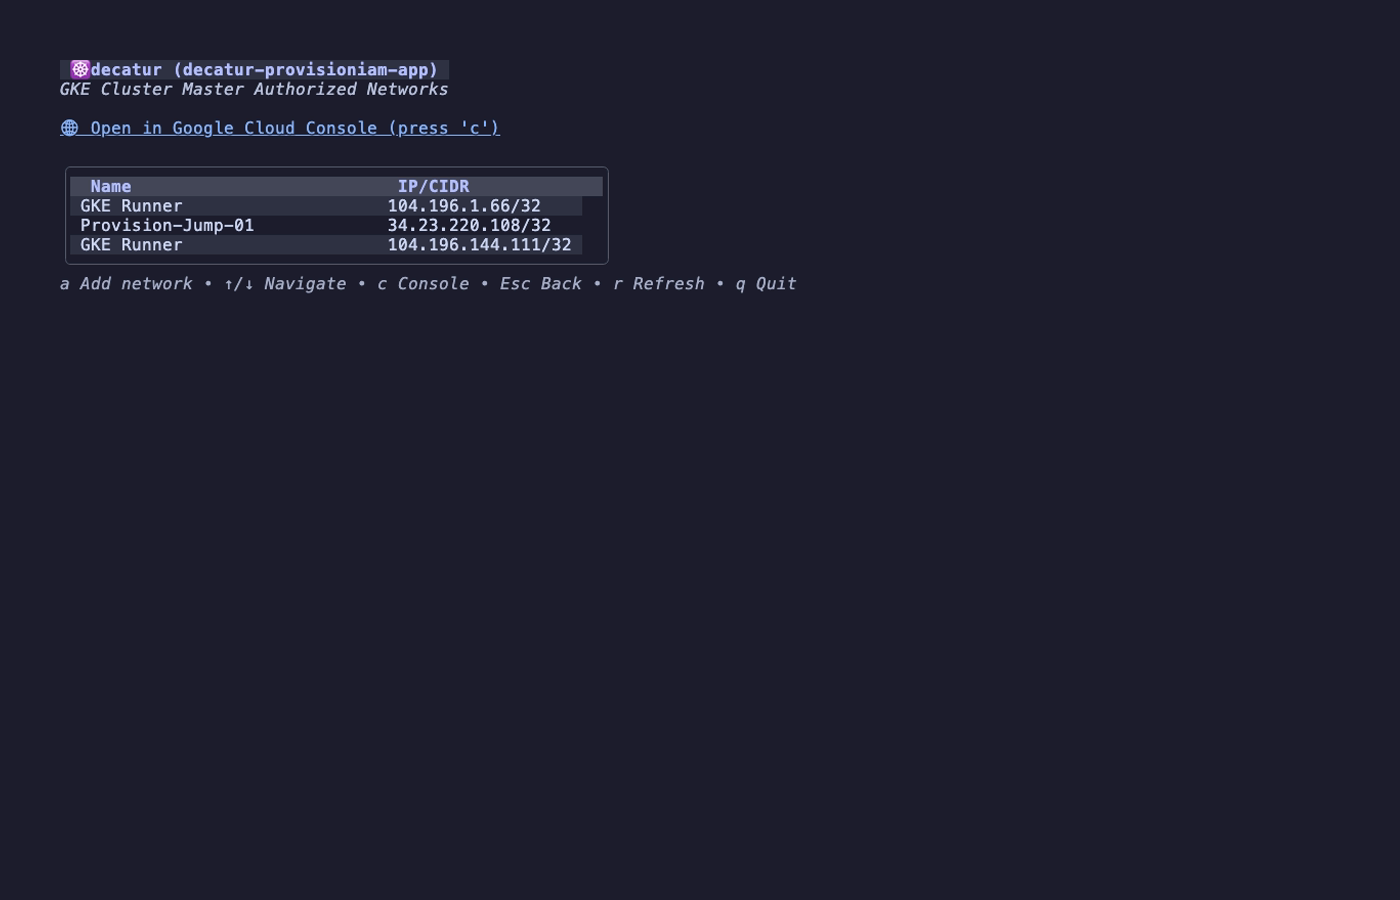 decatur (decatur-provisioniam-app)
GKE Cluster Master Authorized Networks
Open in Google Cloud Console (press 'c')
Name IP/CIDR
GKE Runner 104.196.1.66/32
Provision-Jump-01 34.23.220.108/32
GKE Runner 104.196.144.111/32
a Add network • ↑/↓ Navigate • c Console • Esc Back • r Refresh • q Quit